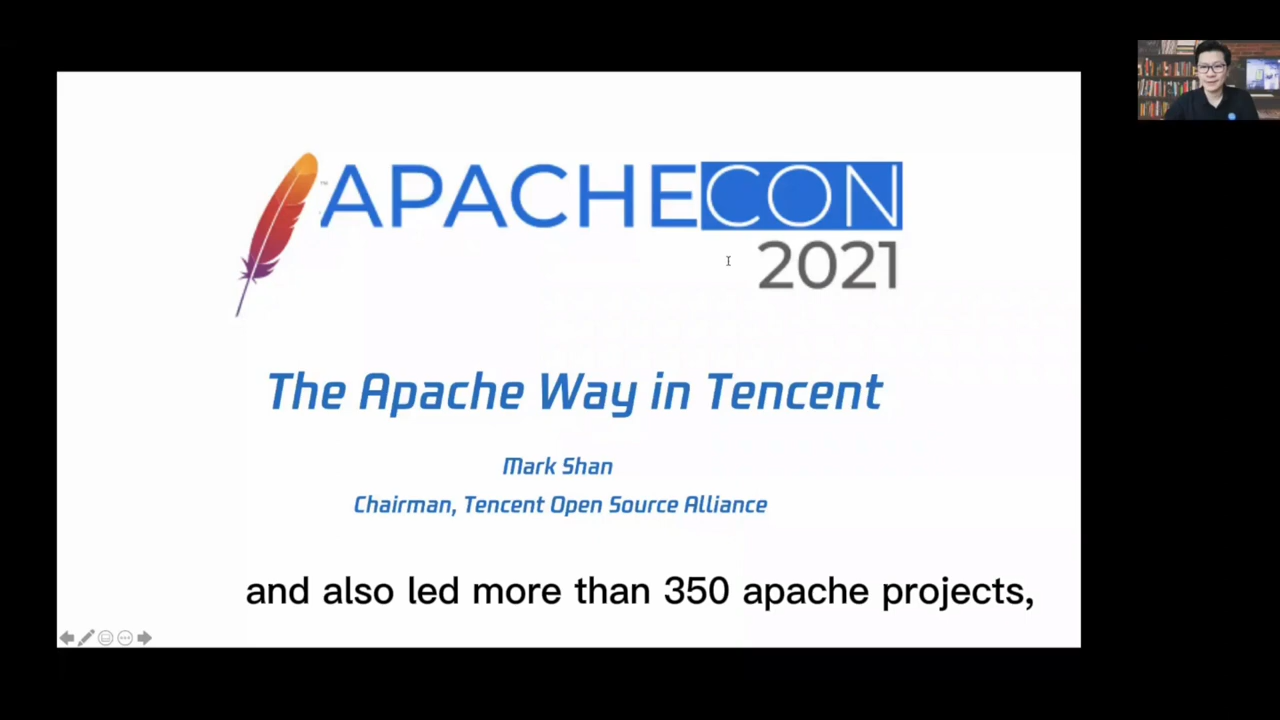 APACHECON
2021
The Apache Way in Tencent
Mark Shan
Chairman, Tencent Open Source Alliance
and also led more than 350 apache projects,